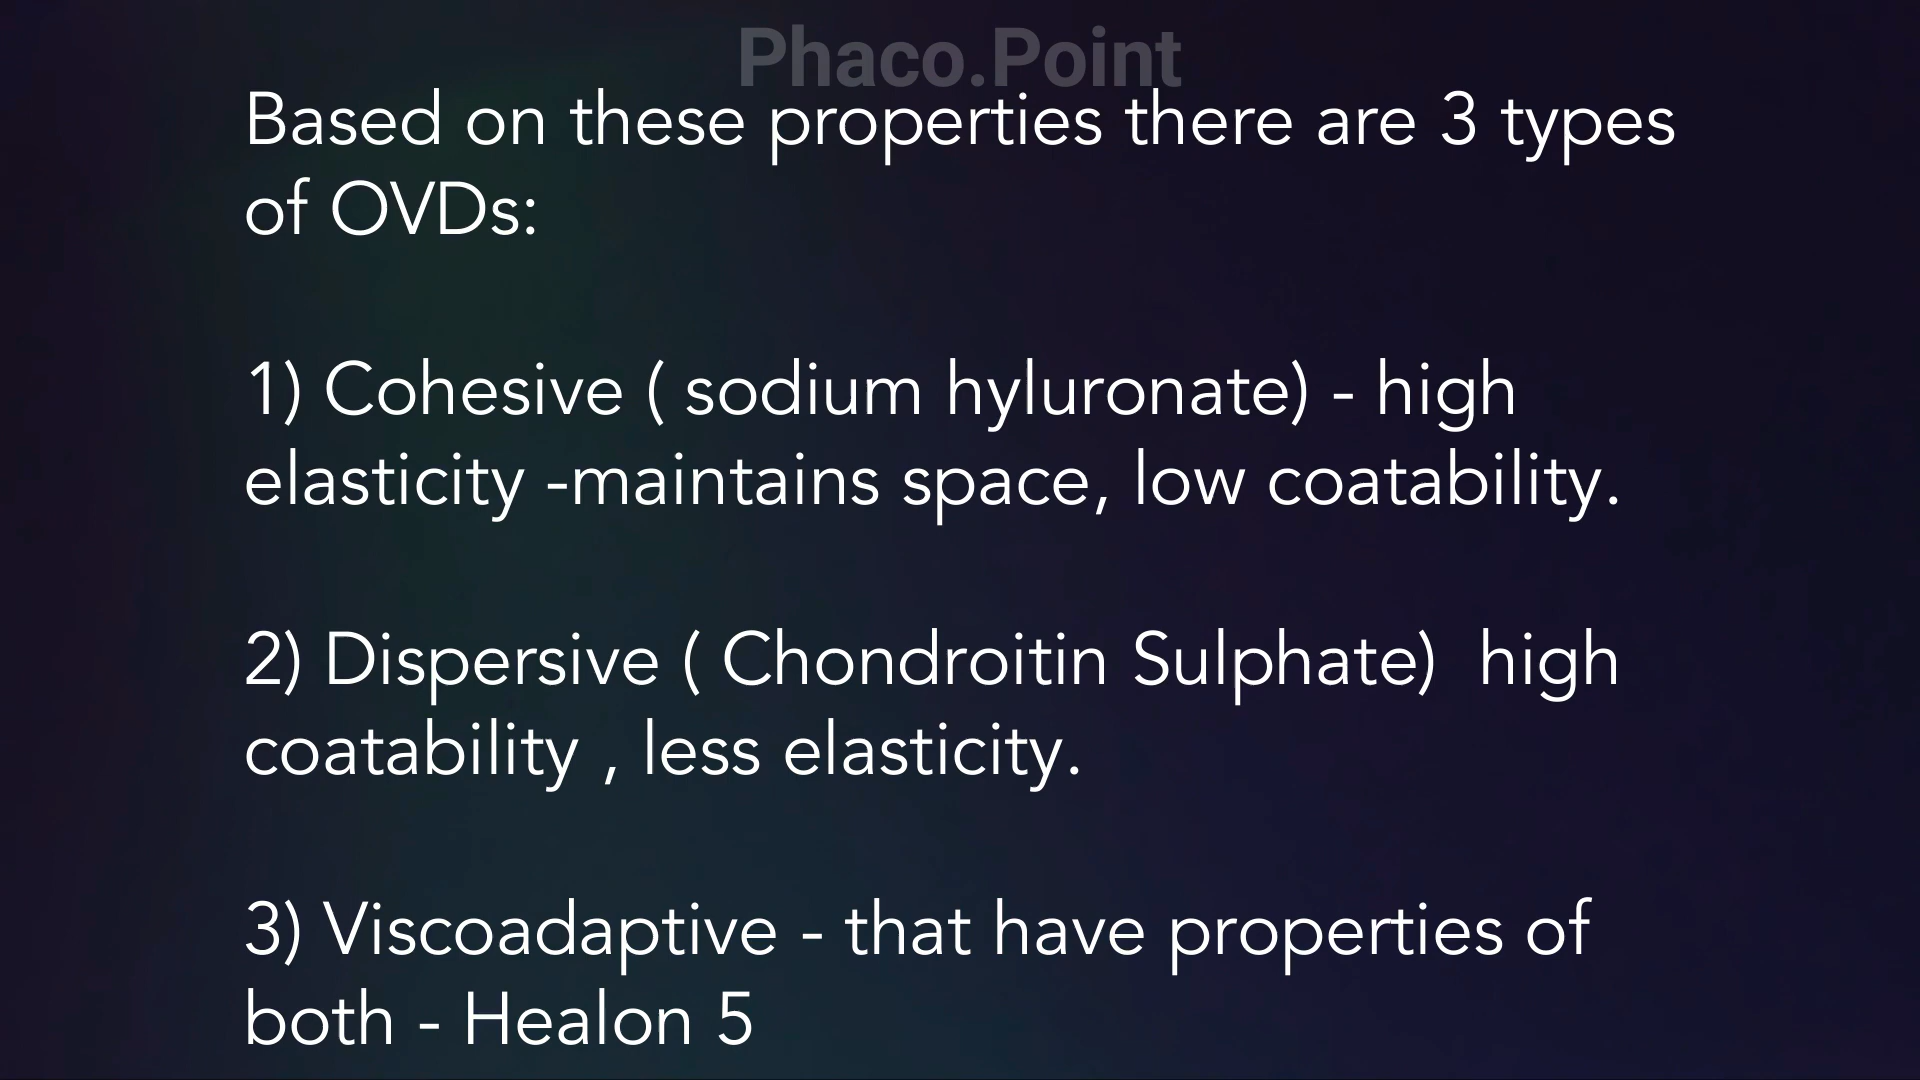 Phaco.Point
Based on these properties there are 3 types
of OVDs:
1) Cohesive ( sodium hyluronate) - high
elasticity -maintains space, low coatability.
2) Dispersive ( Chondroitin Sulphate)  high
coatability , less elasticity.
3) Viscoadaptive - that have properties of
both - Healon 5